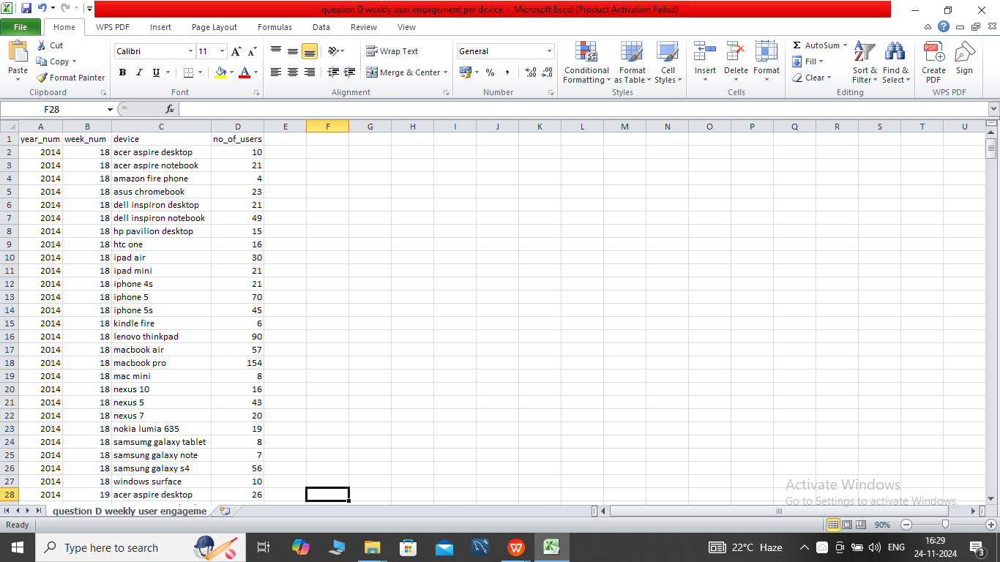 question D weekly user engagement per device - Microsoft Excel (Product Activation Failed)
File Home WPS PDF Insert Page Layout Formulas Data Review View
Paste Cut Copy Format Painter Clipboard
Calibri 11 B I U A A A Font
Wrap Text Merge & Center Alignment
General % , .00 .0 Number
Conditional Formatting Format as Table Cell Styles Styles
Insert Delete Format Cells
Σ AutoSum Fill Clear Sort & Filter Find & Select Editing
PDF Create PDF Sign WPS PDF
F28 fx
A B C D E F G H I J K L M N O P Q R S T U
1 year_num week_num device no_of_users
2 2014 18 acer aspire desktop 10
3 2014 18 acer aspire notebook 21
4 2014 18 amazon fire phone 4
5 2014 18 asus chromebook 23
6 2014 18 dell inspiron desktop 21
7 2014 18 dell inspiron notebook 49
8 2014 18 hp pavilion desktop 15
9 2014 18 htc one 16
10 2014 18 ipad air 30
11 2014 18 ipad mini 21
12 2014 18 iphone 4s 21
13 2014 18 iphone 5 70
14 2014 18 iphone 5s 45
15 2014 18 kindle fire 6
16 2014 18 lenovo thinkpad 90
17 2014 18 macbook air 57
18 2014 18 macbook pro 154
19 2014 18 mac mini 8
20 2014 18 nexus 10 16
21 2014 18 nexus 5 43
22 2014 18 nexus 7 20
23 2014 18 nokia lumia 635 19
24 2014 18 samsumg galaxy tablet 8
25 2014 18 samsung galaxy note 7
26 2014 18 samsung galaxy s4 56
27 2014 18 windows surface 10
28 2014 19 acer aspire desktop 26
Activate Windows
Go to Settings to activate Windows.
question D weekly user engageme
Ready 90%
Type here to search 22°C Haze ENG 16:29
24-11-2024 3